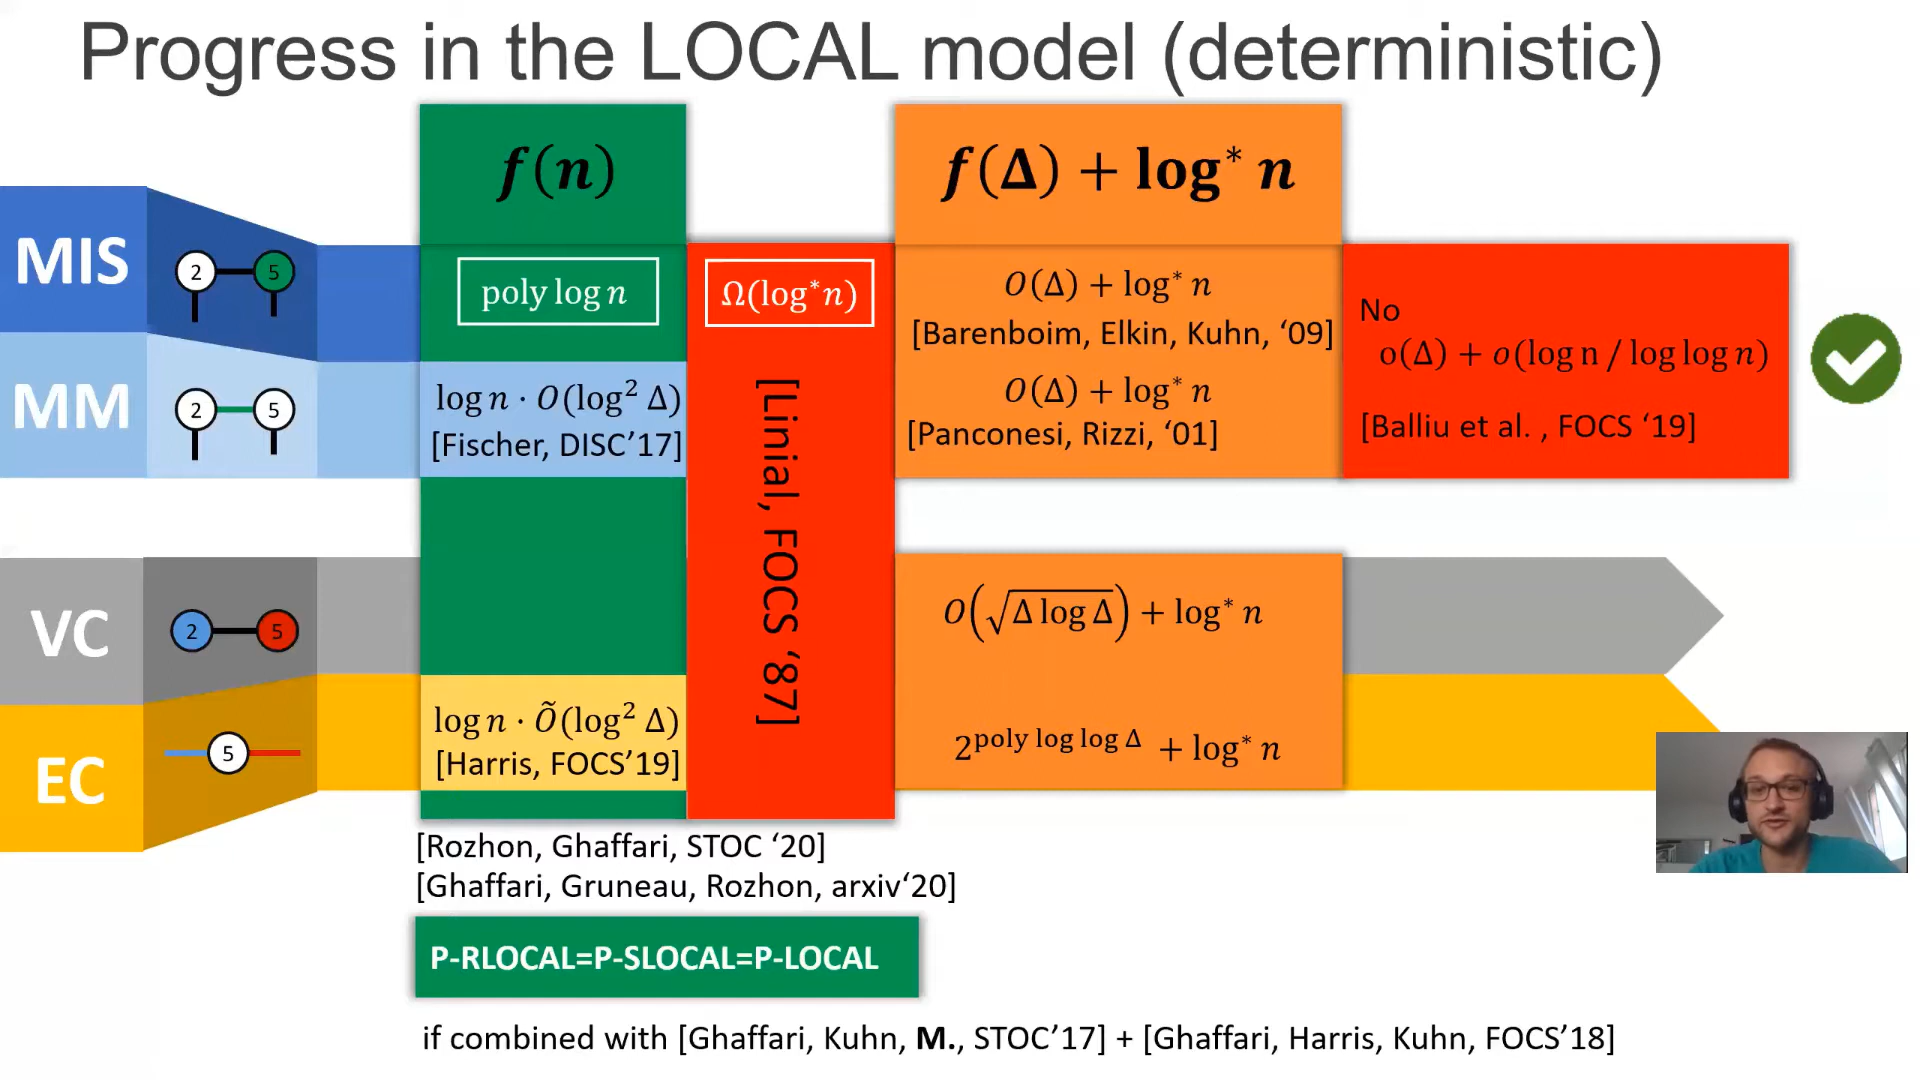 Progress in the LOCAL model (deterministic)
f(n)
f(Δ) + log* n
MIS
2 5
poly log n
Ω(log*n)
O(Δ) + log* n
[Barenboim, Elkin, Kuhn, ‘09]
No
o(Δ) + o(log n / log log n)
MM
2 5
log n · O(log² Δ)
[Fischer, DISC’17]
O(Δ) + log* n
[Panconesi, Rizzi, ‘01]
[Balliu et al. , FOCS ‘19]
[Linial, FOCS ‘87]
VC
2 5
O(√Δ log Δ) + log* n
EC
5
log n · Õ(log² Δ)
[Harris, FOCS’19]
2^poly log log Δ + log* n
[Rozhon, Ghaffari, STOC ‘20]
[Ghaffari, Gruneau, Rozhon, arxiv‘20]
P-RLOCAL=P-SLOCAL=P-LOCAL
if combined with [Ghaffari, Kuhn, M., STOC’17] + [Ghaffari, Harris, Kuhn, FOCS’18]